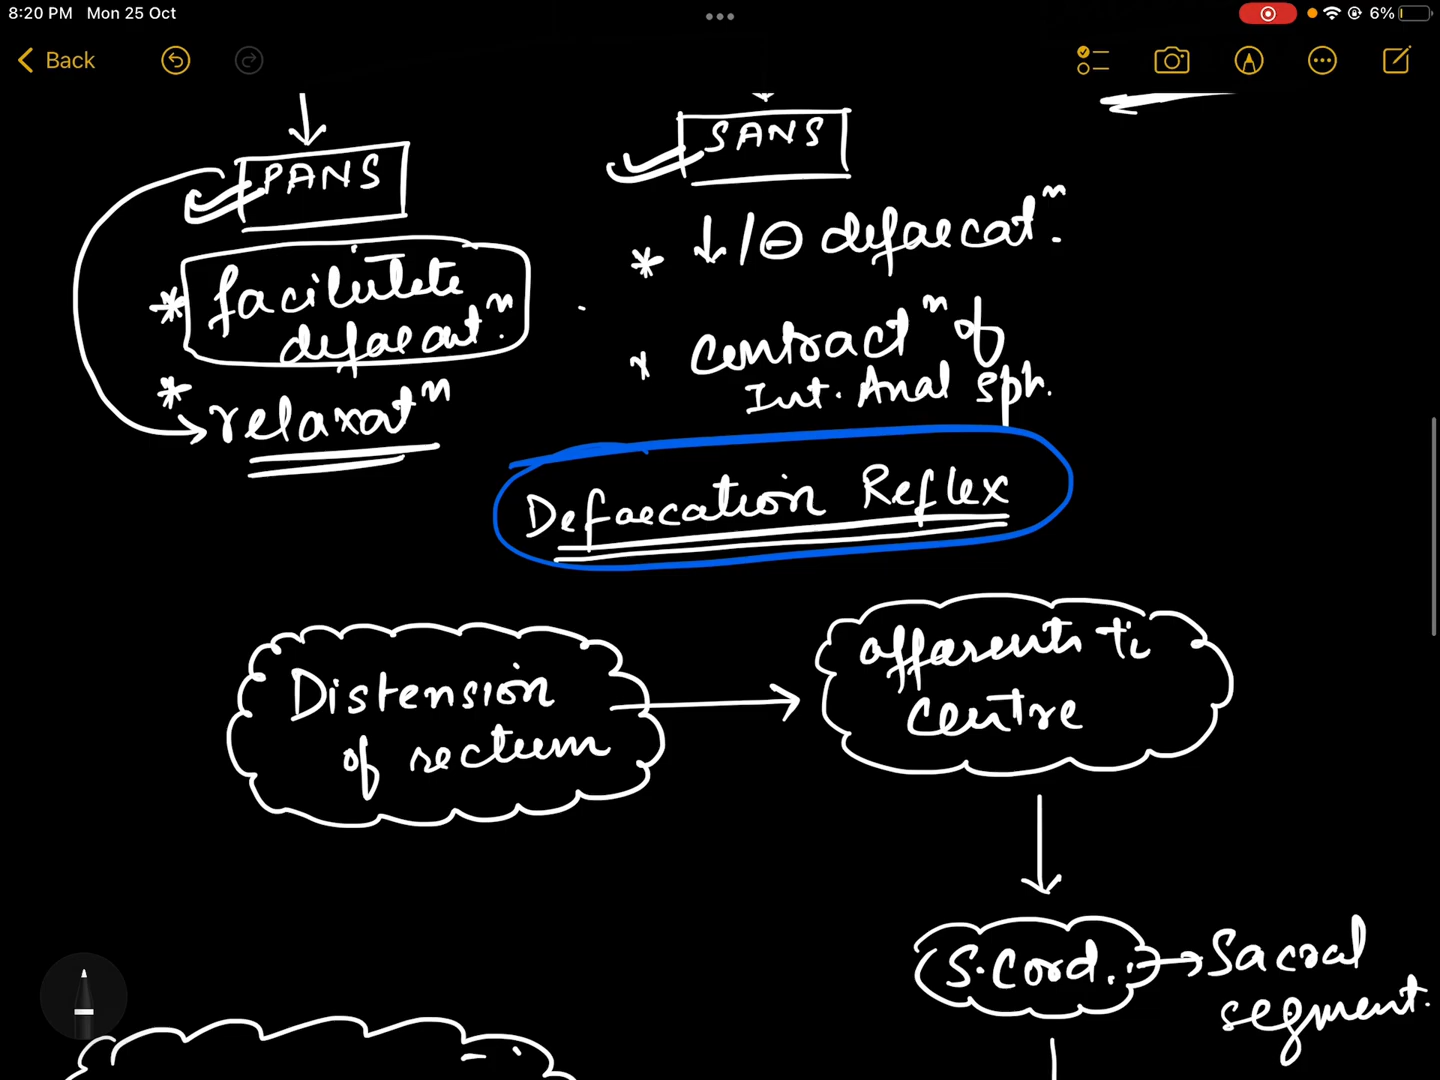 8:20 PM Mon 25 Oct
6%
Back
PANS
* facilitete
defaecatⁿ.
* relaxatⁿ
SANS
* ↓/⊖ defaecatⁿ.
* contractⁿ of
Int. Anal Sph.
Defaecation Reflex
Distension
of rectum
afferents to
centre
S. Cord. → Sacral
segment.